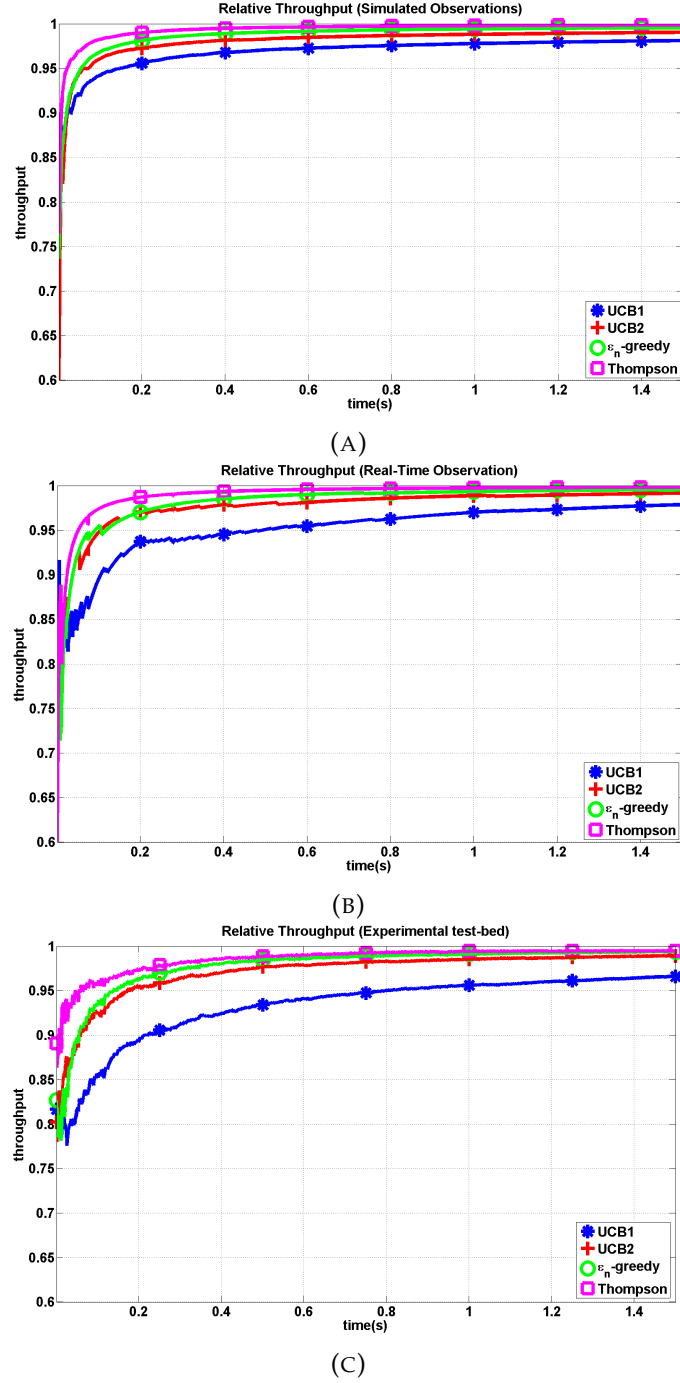 Relative Throughput (Simulated Observations)
1
0.95
0.9
0.85
0.8
0.75
0.7
0.65
0.6
throughput
0.2 0.4 0.6 0.8 1 1.2 1.4
time(s)
UCB1
UCB2
εn-greedy
Thompson
(A)
Relative Throughput (Real-Time Observation)
1
0.95
0.9
0.85
0.8
0.75
0.7
0.65
0.6
throughput
0.2 0.4 0.6 0.8 1 1.2 1.4
time(s)
UCB1
UCB2
εn-greedy
Thompson
(B)
Relative Throughput (Experimental test-bed)
1
0.95
0.9
0.85
0.8
0.75
0.7
0.65
0.6
throughput
0.2 0.4 0.6 0.8 1 1.2 1.4
time(s)
UCB1
UCB2
εn-greedy
Thompson
(C)